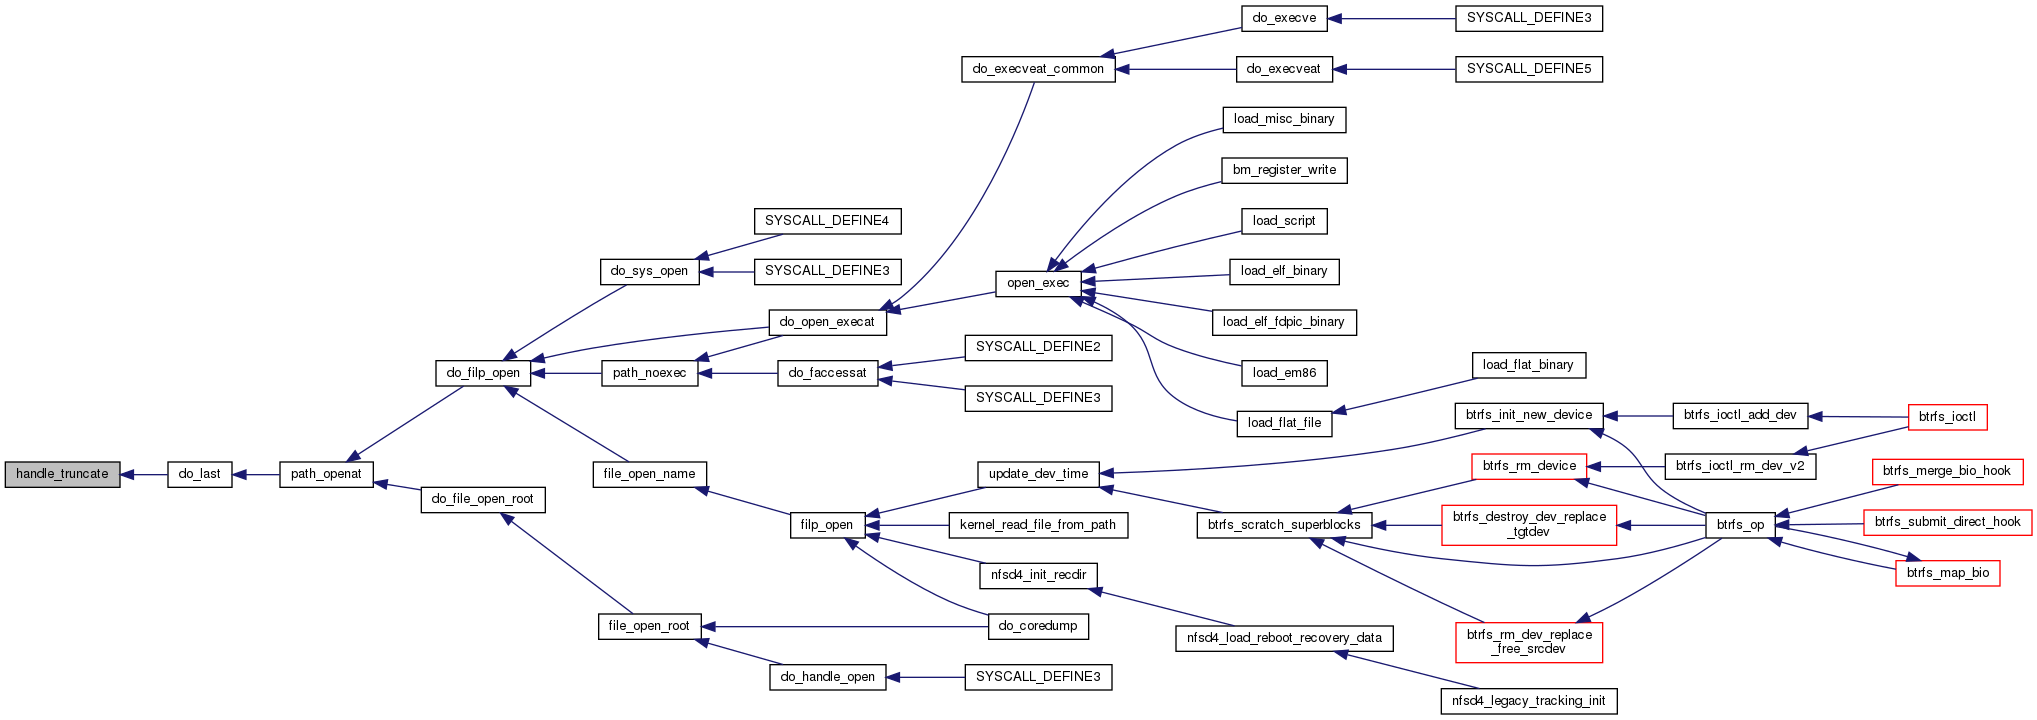 do_execve
SYSCALL_DEFINE3
do_execveat_common
do_execveat
SYSCALL_DEFINE5
load_misc_binary
bm_register_write
SYSCALL_DEFINE4
load_script
do_sys_open
SYSCALL_DEFINE3
load_elf_binary
open_exec
do_open_execat
load_elf_fdpic_binary
SYSCALL_DEFINE2
do_filp_open
path_noexec
do_faccessat
load_em86
load_flat_binary
SYSCALL_DEFINE3
load_flat_file
btrfs_init_new_device
btrfs_ioctl_add_dev
btrfs_ioctl
handle_truncate
do_last
path_openat
file_open_name
update_dev_time
btrfs_rm_device
btrfs_ioctl_rm_dev_v2
btrfs_merge_bio_hook
do_file_open_root
filp_open
kernel_read_file_from_path
btrfs_scratch_superblocks
btrfs_destroy_dev_replace
_tgtdev
btrfs_op
btrfs_submit_direct_hook
nfsd4_init_recdir
btrfs_map_bio
file_open_root
do_coredump
nfsd4_load_reboot_recovery_data
btrfs_rm_dev_replace
_free_srcdev
do_handle_open
SYSCALL_DEFINE3
nfsd4_legacy_tracking_init